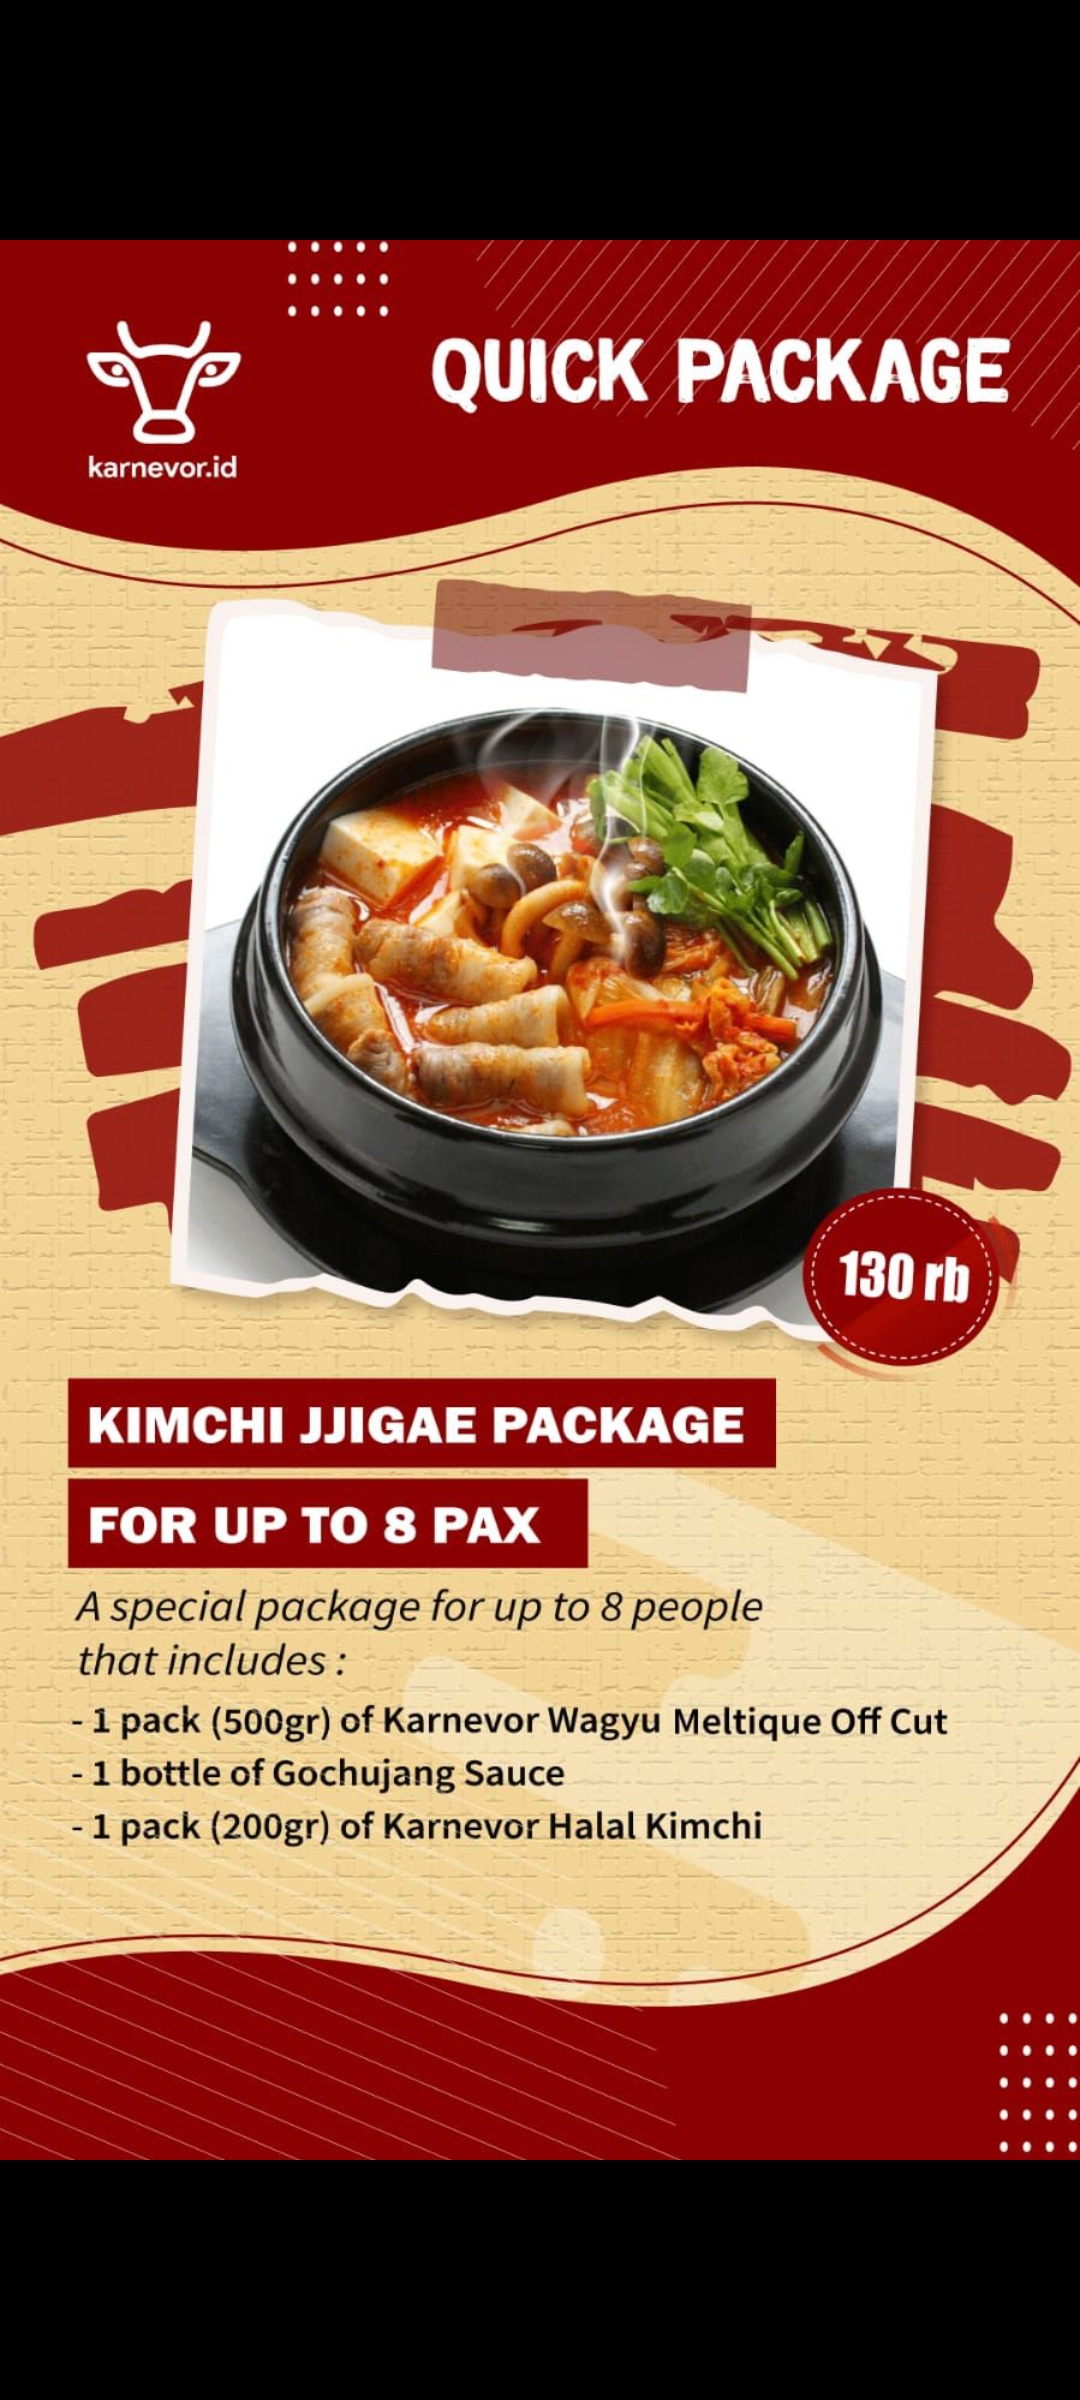 QUICK PACKAGE
karnevor.id
130 rb
KIMCHI JJIGAE PACKAGE
FOR UP TO 8 PAX
A special package for up to 8 people
that includes :
- 1 pack (500gr) of Karnevor Wagyu Meltique Off Cut
- 1 bottle of Gochujang Sauce
- 1 pack (200gr) of Karnevor Halal Kimchi